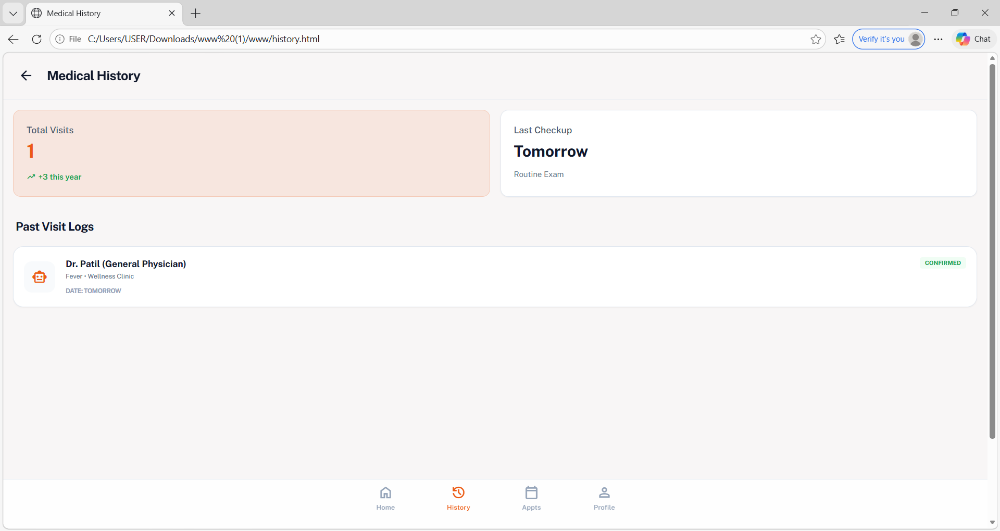 Medical History
File C:/Users/USER/Downloads/www%20(1)/www/history.html
Verify it's you
Chat
Medical History
Total Visits
1
+3 this year
Last Checkup
Tomorrow
Routine Exam
Past Visit Logs
Dr. Patil (General Physician)
CONFIRMED
Fever • Wellness Clinic
DATE: TOMORROW
Home
History
Appts
Profile